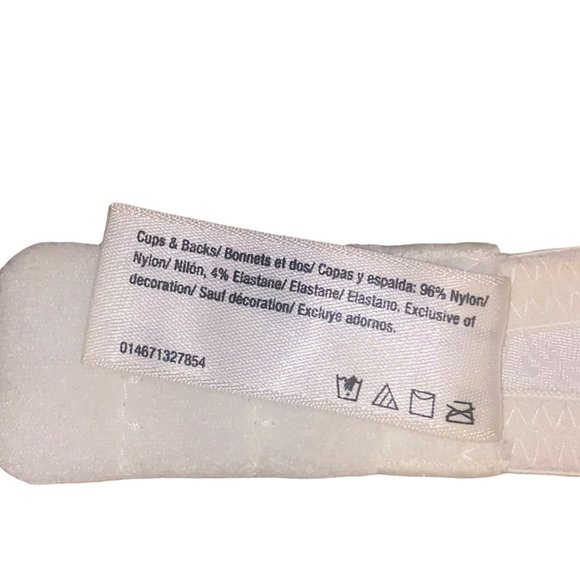 Cups & Backs/ Bonnets et dos/ Copas y espalda: 96% Nylon/
Nylon/ Nilón, 4% Elastane/ Elastane/ Elastano. Exclusive of
decoration/ Sauf décoration/ Excluye adornos.
014671327854